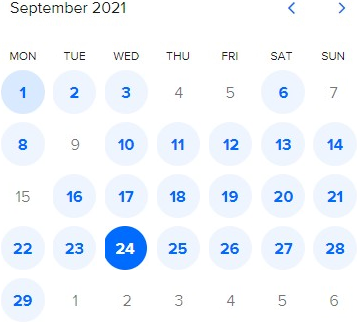 September 2021
MON TUE WED THU FRI SAT SUN
1 2 3 4 5 6 7
8 9 10 11 12 13 14
15 16 17 18 19 20 21
22 23 24 25 26 27 28
29 1 2 3 4 5 6